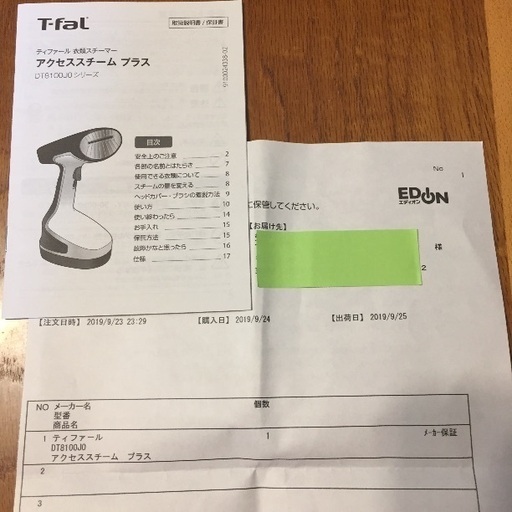 T-fal
取扱説明書/保証書
ティファール 衣類スチーマー
アクセススチーム プラス
DT8100J0シリーズ
目次
安全上のご注意 2
各部の名前とはたらき 7
使用できる衣類について 8
スチームの量を変える 8
ヘッドカバー・ブラシの着脱方法 9
使い方 10
使い終わったら 14
お手入れ 15
保管方法 15
故障かなと思ったら 16
仕様 17
No 1
EDION
エディオン
に保管してください。
【お届け先】
様
2
【注文日時】 2019/9/23 23:29 【購入日】 2019/9/24 【出荷日】 2019/9/25
NO メーカー名 個数
型番
商品名
1 ティファール 1 メーカー保証
DT8100J0
アクセススチーム プラス
2
3